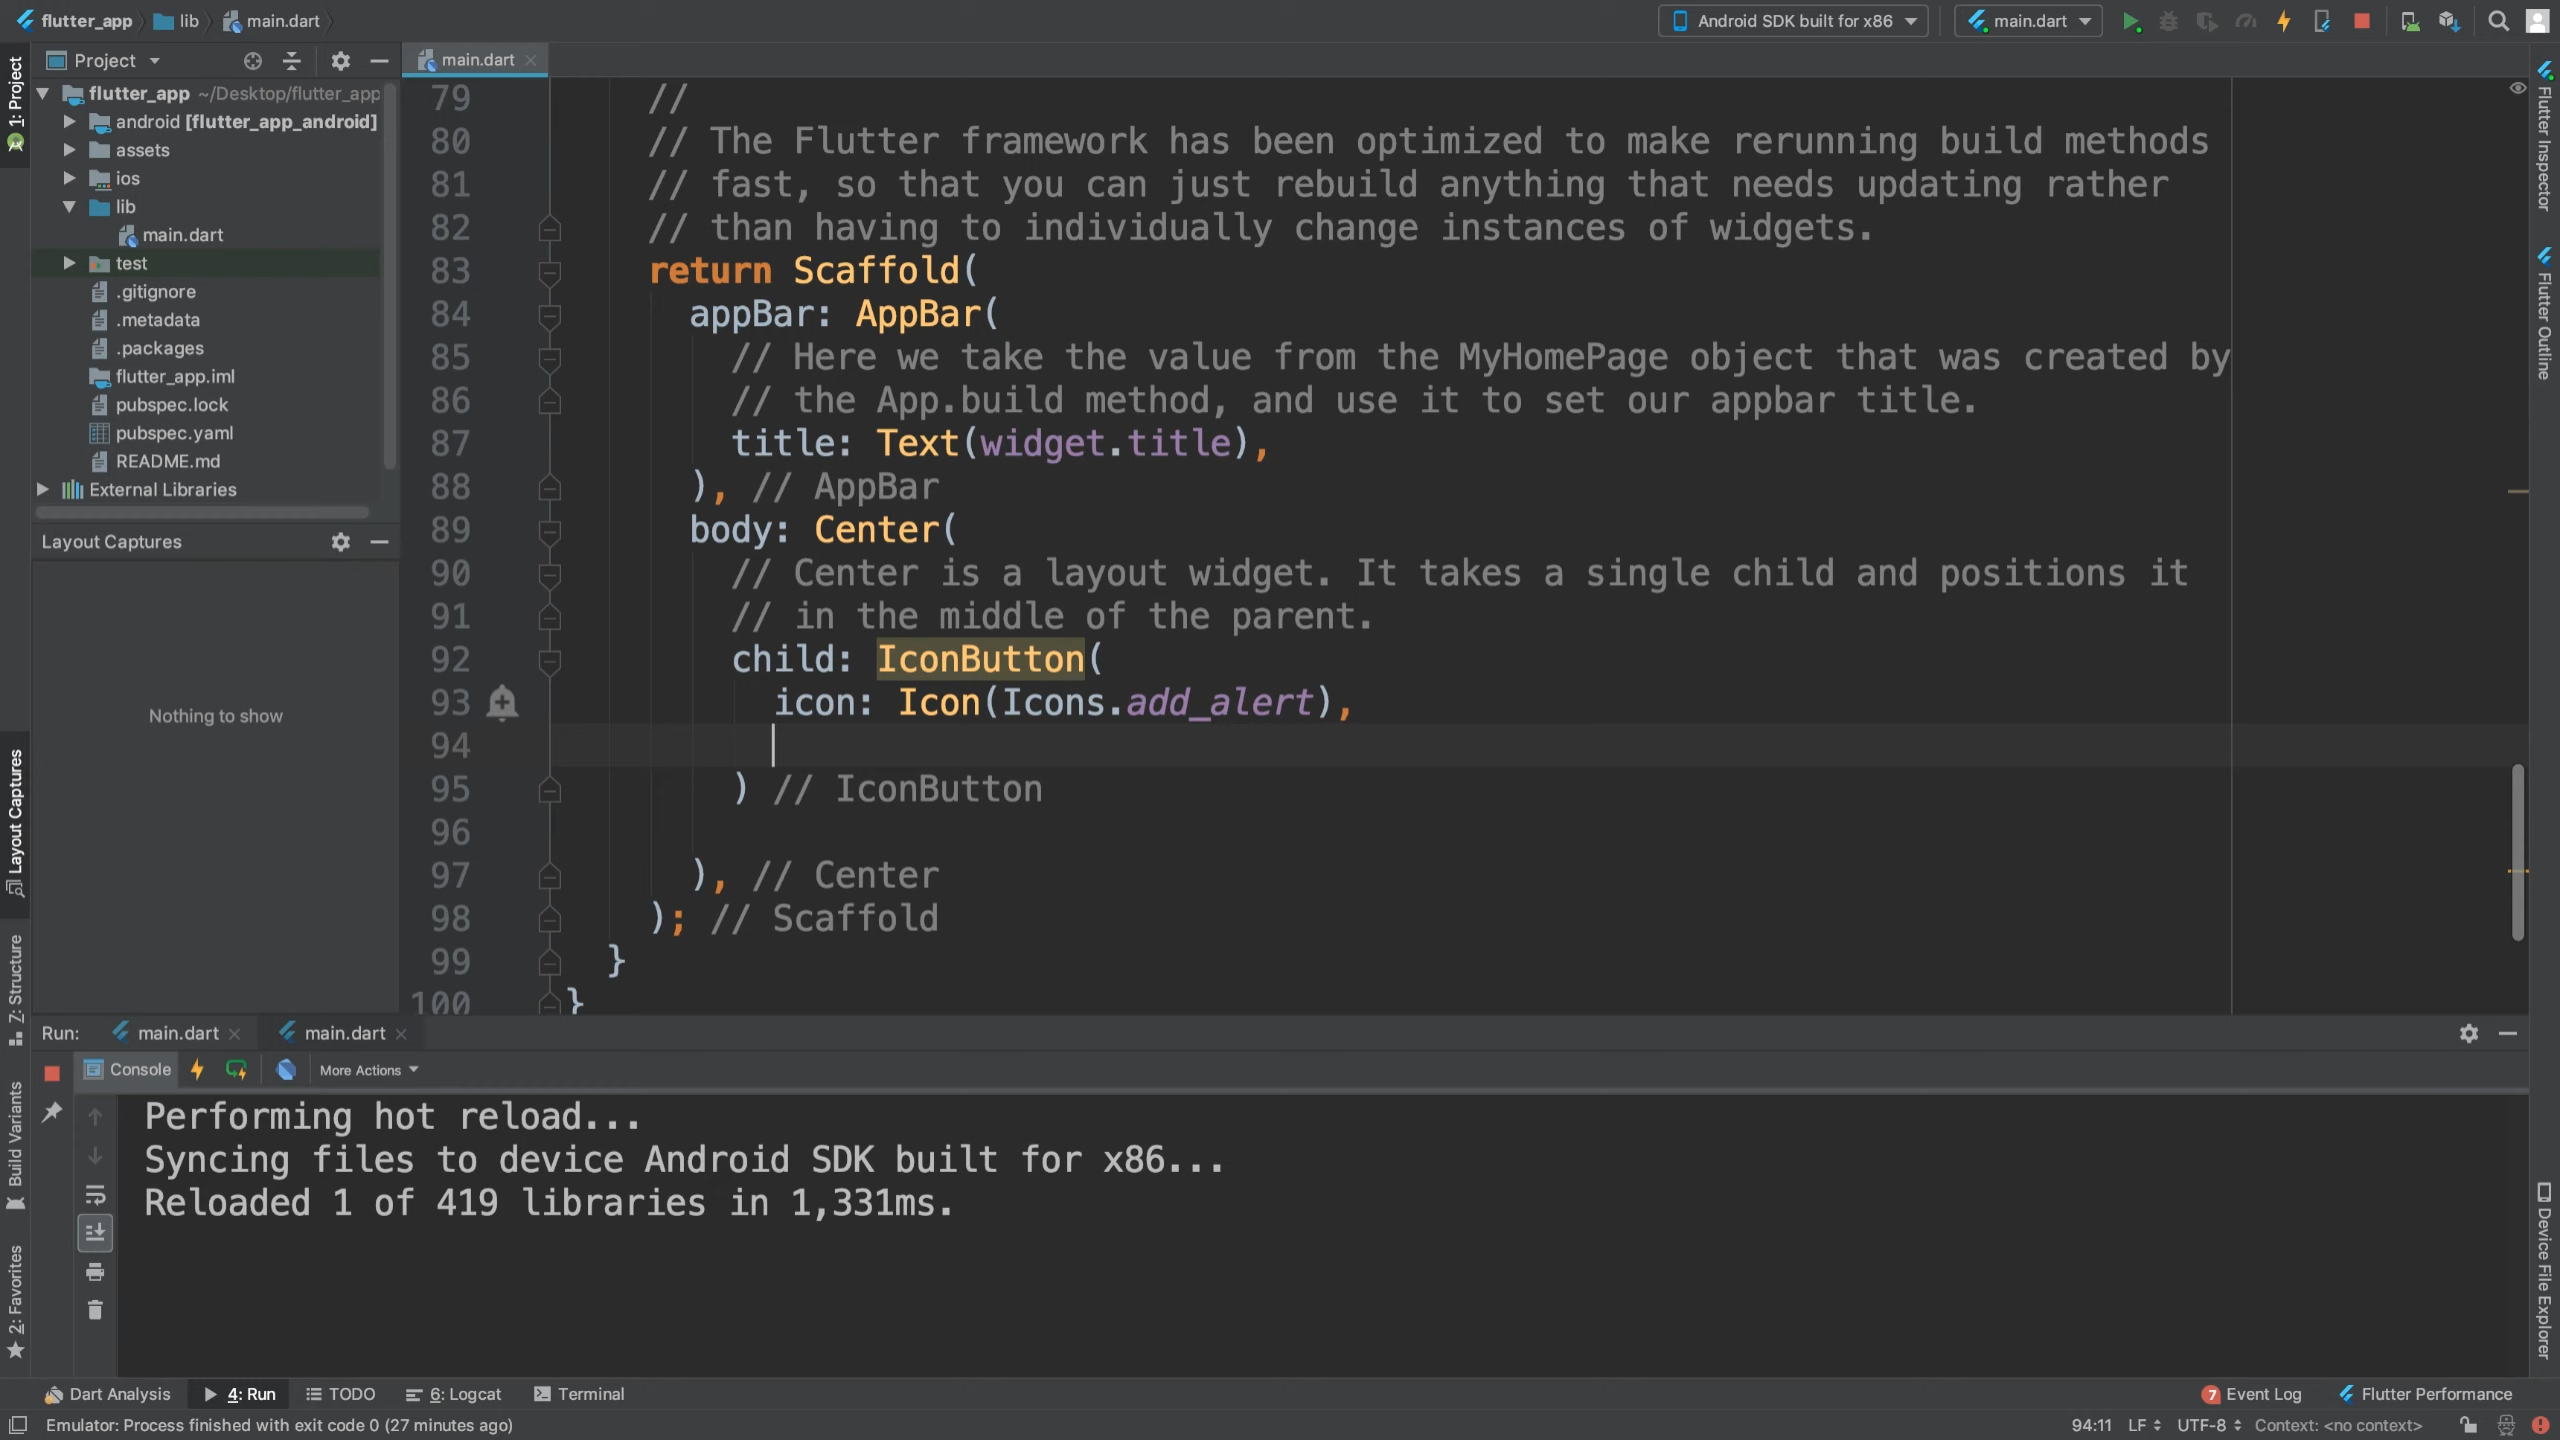 flutter_app lib main.dart Android SDK built for x86 main.dart
Project main.dart
flutter_app ~/Desktop/flutter_app
android [flutter_app_android]
assets
ios
lib
main.dart
test
.gitignore
.metadata
.packages
flutter_app.iml
pubspec.lock
pubspec.yaml
README.md
External Libraries
Layout Captures
Nothing to show
1: Project
Layout Captures
Z: Structure
Build Variants
2: Favorites
79 //
80 // The Flutter framework has been optimized to make rerunning build methods
81 // fast, so that you can just rebuild anything that needs updating rather
82 // than having to individually change instances of widgets.
83 return Scaffold(
84 appBar: AppBar(
85 // Here we take the value from the MyHomePage object that was created by
86 // the App.build method, and use it to set our appbar title.
87 title: Text(widget.title),
88 ), // AppBar
89 body: Center(
90 // Center is a layout widget. It takes a single child and positions it
91 // in the middle of the parent.
92 child: IconButton(
93 icon: Icon(Icons.add_alert),
94
95 ) // IconButton
96
97 ), // Center
98 ); // Scaffold
99 }
100 }
Flutter Inspector
Flutter Outline
Device File Explorer
Run: main.dart main.dart
Console More Actions
Performing hot reload...
Syncing files to device Android SDK built for x86...
Reloaded 1 of 419 libraries in 1,331ms.
Dart Analysis 4: Run TODO 6: Logcat Terminal 7 Event Log Flutter Performance
Emulator: Process finished with exit code 0 (27 minutes ago) 94:11 LF UTF-8 Context: <no context>